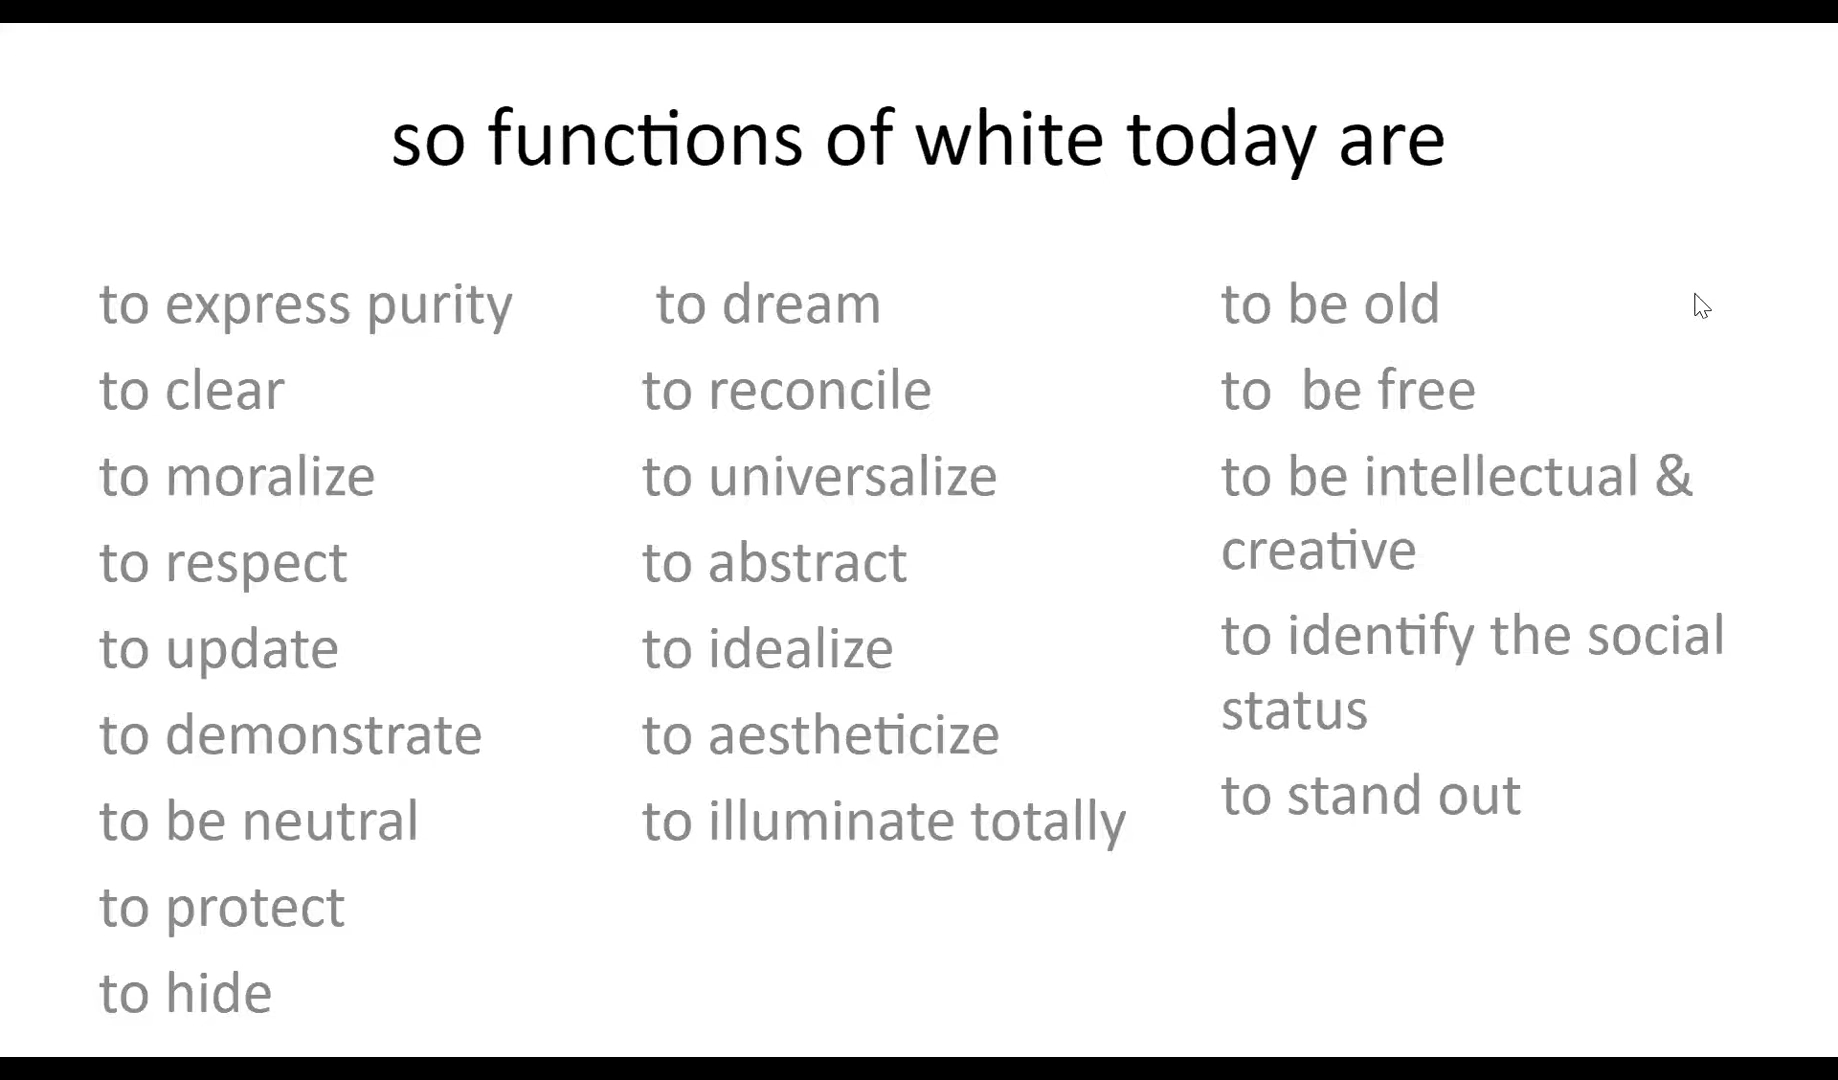 so functions of white today are
to express purity
to clear
to moralize
to respect
to update
to demonstrate
to be neutral
to protect
to hide
to dream
to reconcile
to universalize
to abstract
to idealize
to aestheticize
to illuminate totally
to be old
to  be free
to be intellectual &
creative
to identify the social
status
to stand out